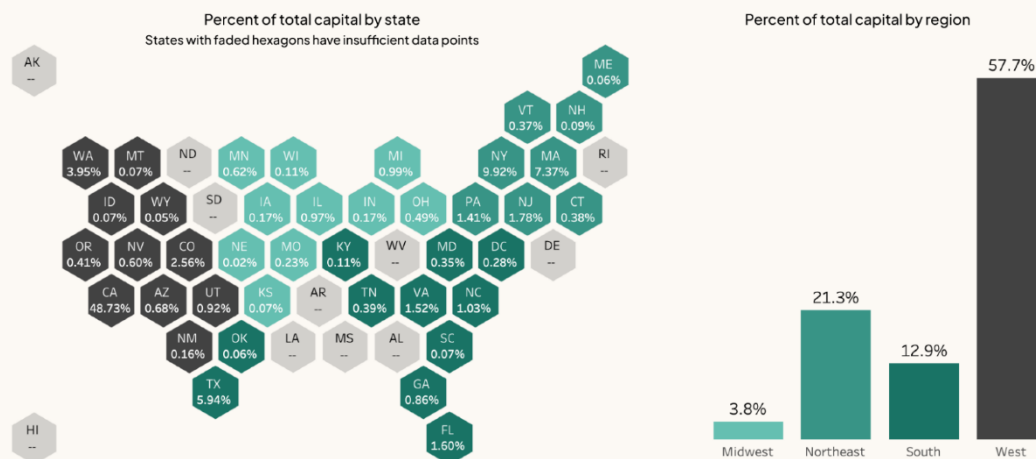 Percent of total capital by state
States with faded hexagons have insufficient data points
AK
--
ME
0.06%
VT
0.37%
NH
0.09%
WA
3.95%
MT
0.07%
ND
--
MN
0.62%
WI
0.11%
MI
0.99%
NY
9.92%
MA
7.37%
RI
--
ID
0.07%
WY
0.05%
SD
--
IA
0.17%
IL
0.97%
IN
0.17%
OH
0.49%
PA
1.41%
NJ
1.78%
CT
0.38%
OR
0.41%
NV
0.60%
CO
2.56%
NE
0.02%
MO
0.23%
KY
0.11%
WV
--
MD
0.35%
DC
0.28%
DE
--
CA
48.73%
AZ
0.68%
UT
0.92%
KS
0.07%
AR
--
TN
0.39%
VA
1.52%
NC
1.03%
NM
0.16%
OK
0.06%
LA
--
MS
--
AL
--
SC
0.07%
TX
5.94%
GA
0.86%
HI
--
FL
1.60%
Percent of total capital by region
57.7%
21.3%
12.9%
3.8%
Midwest
Northeast
South
West